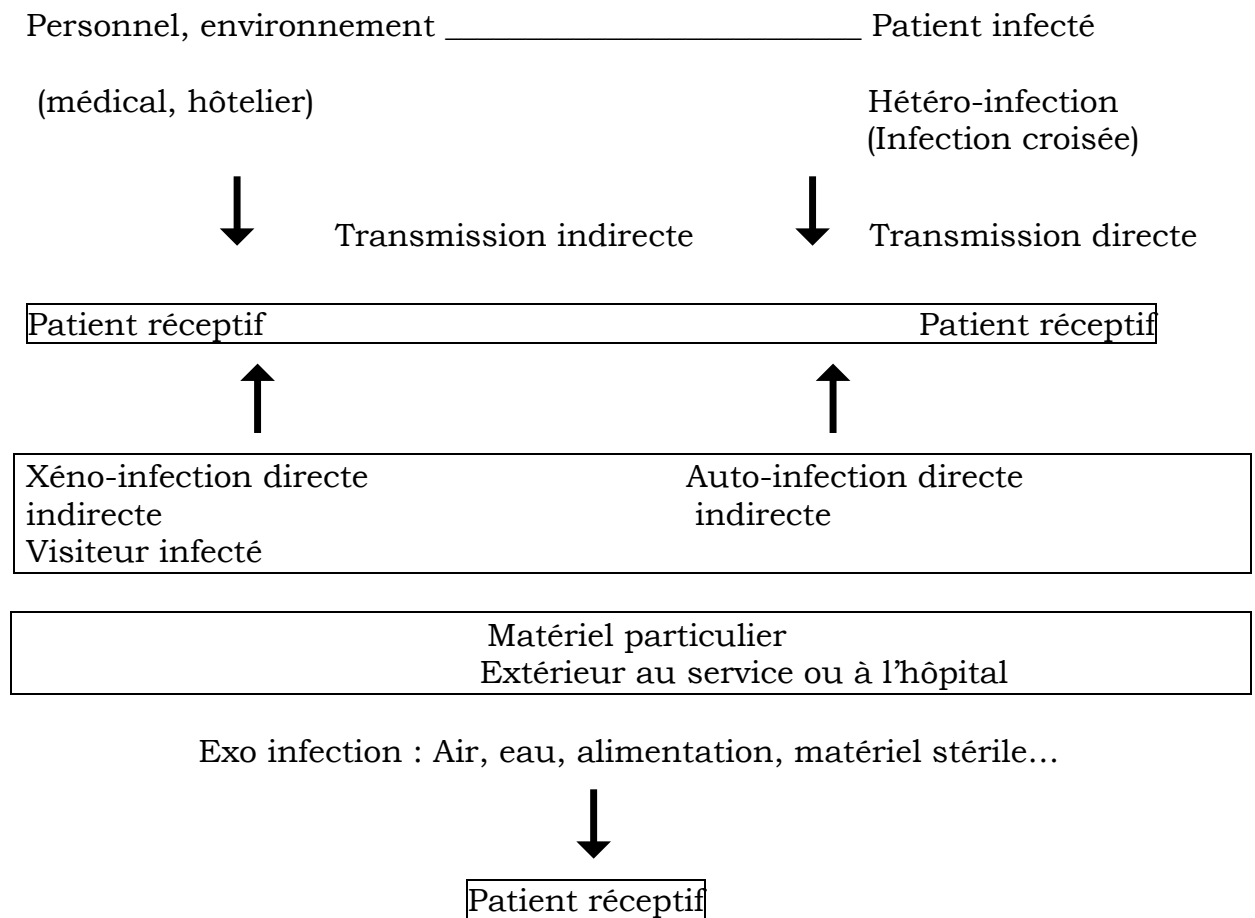 Personnel, environnement __________________________ Patient infecté
(médical, hôtelier) Hétéro-infection
(Infection croisée)
Transmission indirecte Transmission directe
Patient réceptif Patient réceptif
Xéno-infection directe Auto-infection directe
indirecte indirecte
Visiteur infecté
Matériel particulier
Extérieur au service ou à l'hôpital
Exo infection : Air, eau, alimentation, matériel stérile…
Patient réceptif